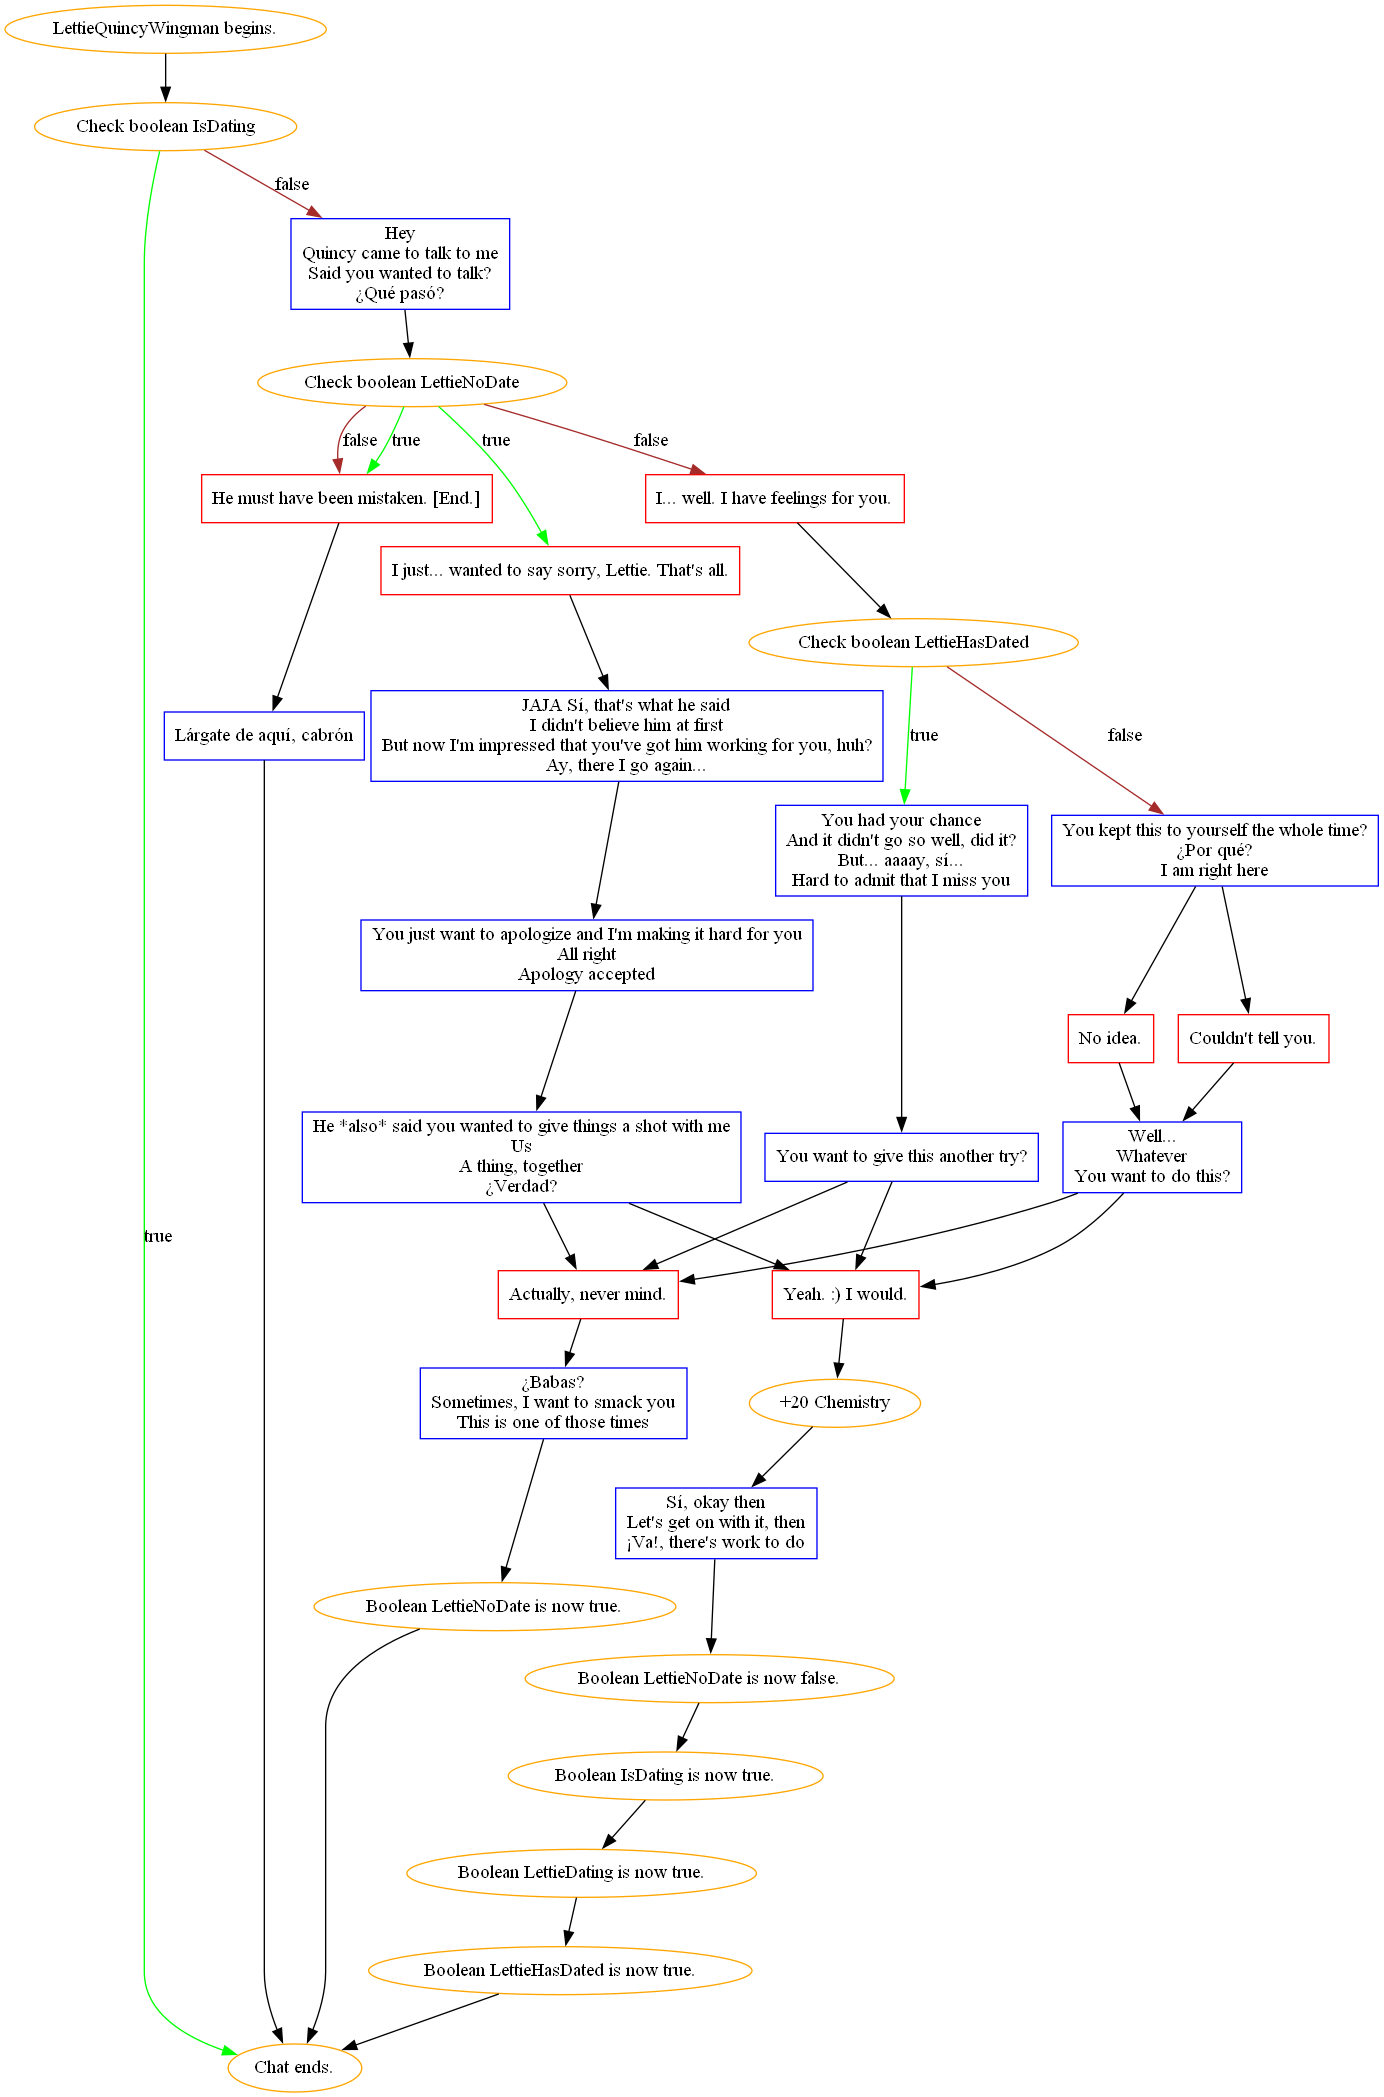 LettieQuincyWingman begins.
Check boolean IsDating
false
Hey
Quincy came to talk to me
Said you wanted to talk?
¿Qué pasó?
Check boolean LettieNoDate
false
true
true
false
He must have been mistaken. [End.]
I... well. I have feelings for you.
I just... wanted to say sorry, Lettie. That's all.
Check boolean LettieHasDated
JAJA Sí, that's what he said
I didn't believe him at first
But now I'm impressed that you've got him working for you, huh?
Ay, there I go again...
Lárgate de aquí, cabrón
true
false
You had your chance
And it didn't go so well, did it?
But... aaaay, sí...
Hard to admit that I miss you
You kept this to yourself the whole time?
¿Por qué?
I am right here
You just want to apologize and I'm making it hard for you
All right
Apology accepted
No idea.
Couldn't tell you.
He *also* said you wanted to give things a shot with me
Us
A thing, together
¿Verdad?
You want to give this another try?
Well...
Whatever
You want to do this?
true
Actually, never mind.
Yeah. :) I would.
¿Babas?
Sometimes, I want to smack you
This is one of those times
+20 Chemistry
Sí, okay then
Let's get on with it, then
¡Va!, there's work to do
Boolean LettieNoDate is now true.
Boolean LettieNoDate is now false.
Boolean IsDating is now true.
Boolean LettieDating is now true.
Boolean LettieHasDated is now true.
Chat ends.